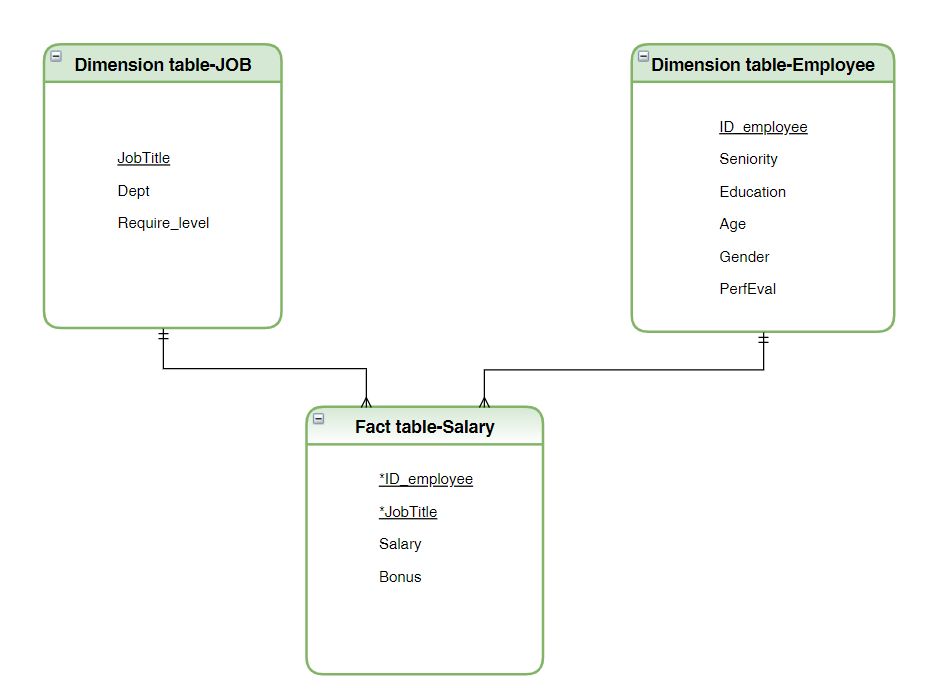 Dimension table-JOB
JobTitle
Dept
Require_level
Dimension table-Employee
ID_employee
Seniority
Education
Age
Gender
PerfEval
Fact table-Salary
*ID_employee
*JobTitle
Salary
Bonus